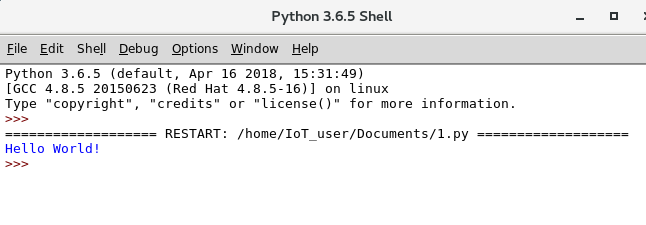 Python 3.6.5 Shell
File Edit Shell Debug Options Window Help
Python 3.6.5 (default, Apr 16 2018, 15:31:49)
[GCC 4.8.5 20150623 (Red Hat 4.8.5-16)] on linux
Type "copyright", "credits" or "license()" for more information.
>>>
=================== RESTART: /home/IoT_user/Documents/1.py ===================
Hello World!
>>>